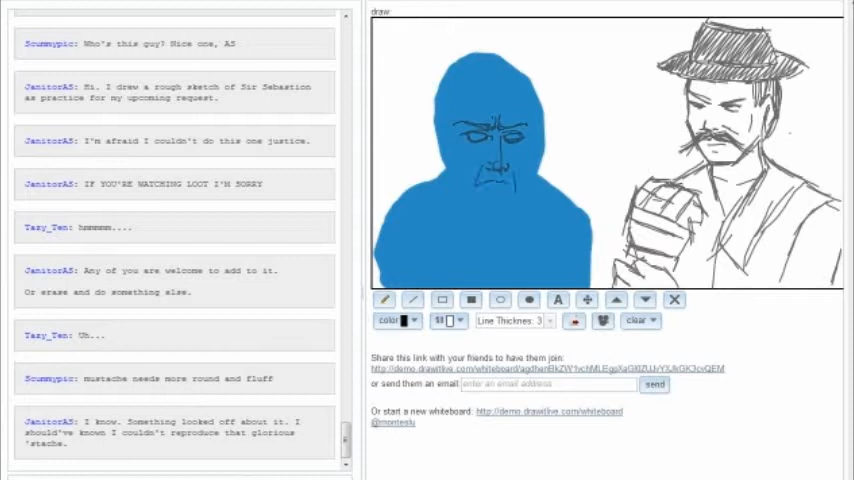 Scummypic: Who's this guy? Nice one, AS
JanitorAS: Hi. I drew a rough sketch of Sir Sebastion
as practice for my upcoming request.
JanitorAS: I'm afraid I couldn't do this one justice.
JanitorAS: IF YOU'RE WATCHING LOOT I'M SORRY
Tazy_Ten: hmmmmm....
JanitorAS: Any of you are welcome to add to it.
Or erase and do something else.
Tazy_Ten: Uh...
Scummypic: mustache needs more round and fluff
JanitorAS: I know. Something looked off about it. I
should've known I couldn't reproduce that glorious
'stache.
draw
A
color
fill
Line Thicknes: 3
clear
Share this link with your friends to have them join:
or send them an email enter an email address send
Or start a new whiteboard: http://demo.drawitlive.com/whiteboard